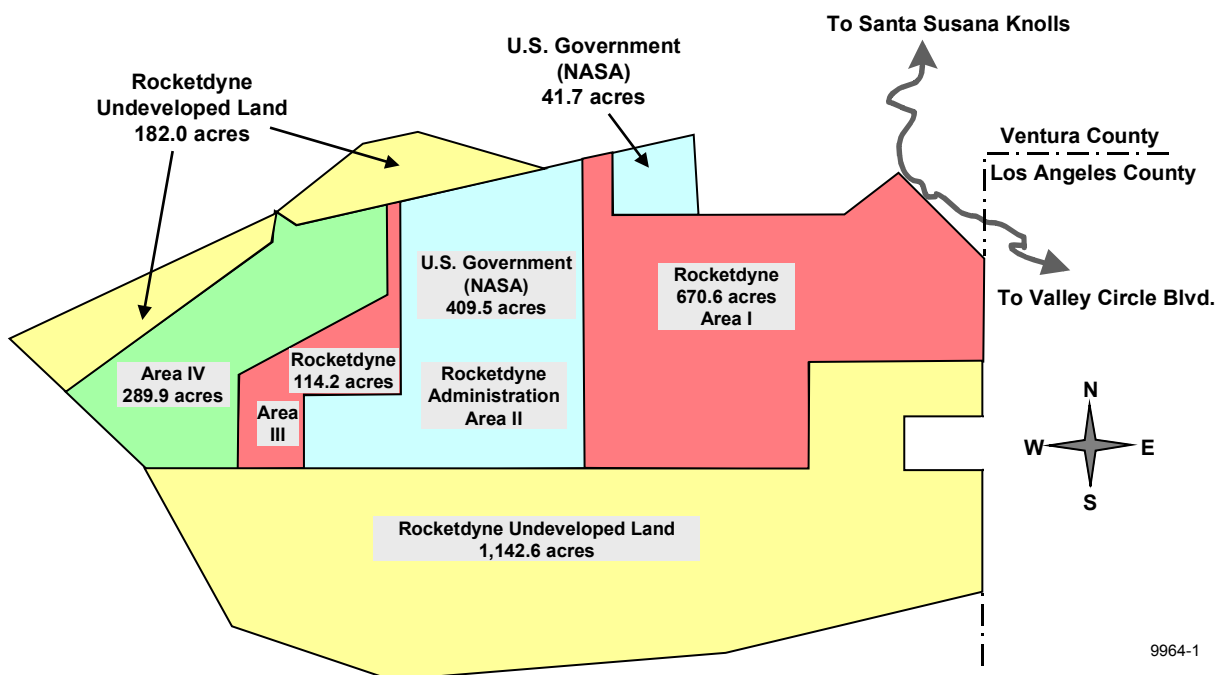 To Santa Susana Knolls
U.S. Government
(NASA)
41.7 acres
Rocketdyne
Undeveloped Land
182.0 acres
Ventura County
Los Angeles County
To Valley Circle Blvd.
U.S. Government
(NASA)
409.5 acres
Rocketdyne
670.6 acres
Area I
Rocketdyne
114.2 acres
Area IV
289.9 acres
Rocketdyne
Administration
Area II
Area
III
N
W
E
S
Rocketdyne Undeveloped Land
1,142.6 acres
9964-1